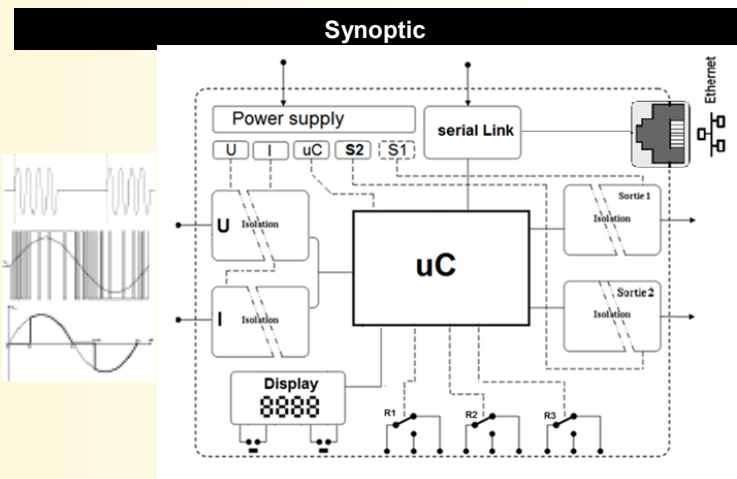 Synoptic
Ethernet
Power supply
serial Link
U I uC S2 S1
Sortie 1
U Isolation
Isolation
uC
I Isolation
Sortie 2
Isolation
Display
8888
R1 R2 R3